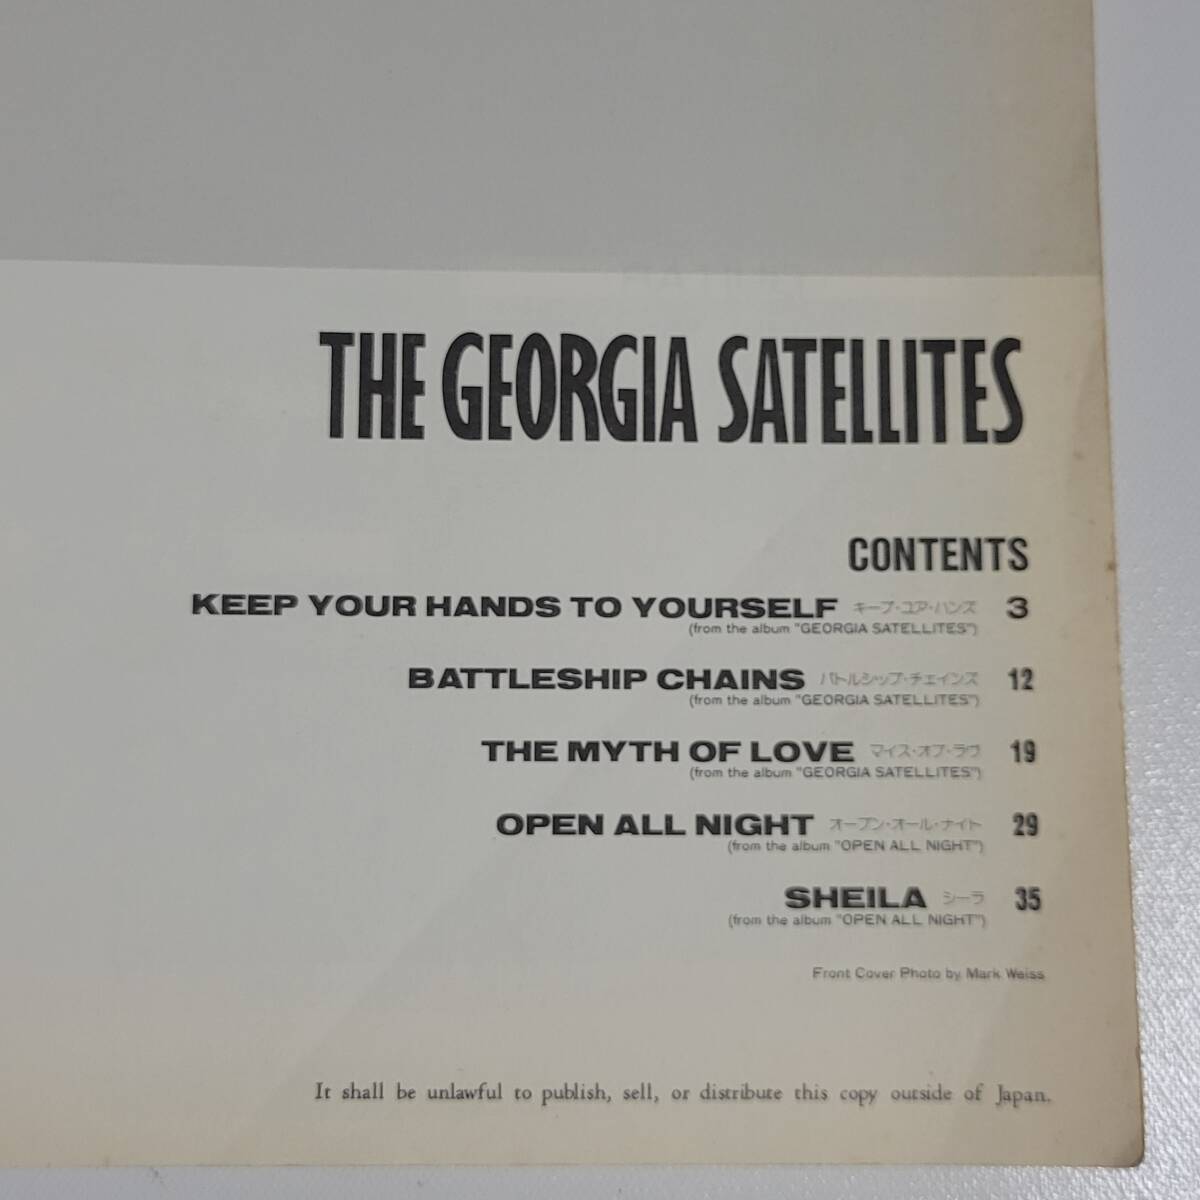 THE GEORGIA SATELLITES
CONTENTS
KEEP YOUR HANDS TO YOURSELF キープ・ユア・ハンズ 3
(from the album "GEORGIA SATELLITES")
BATTLESHIP CHAINS バトルシップ・チェインズ 12
(from the album "GEORGIA SATELLITES")
THE MYTH OF LOVE マイス・オブ・ラヴ 19
(from the album "GEORGIA SATELLITES")
OPEN ALL NIGHT オープン・オール・ナイト 29
(from the album "OPEN ALL NIGHT")
SHEILA シーラ 35
(from the album "OPEN ALL NIGHT")
Front Cover Photo by Mark Weiss
It shall be unlawful to publish, sell, or distribute this copy outside of Japan.